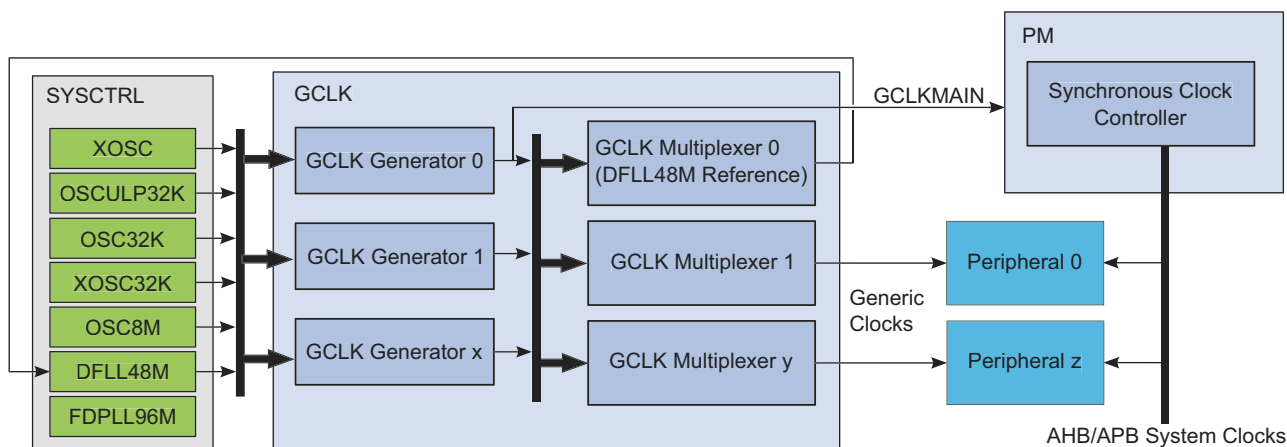 SYSCTRL
XOSC
OSCULP32K
OSC32K
XOSC32K
OSC8M
DFLL48M
FDPLL96M
GCLK
GCLK Generator 0
GCLK Generator 1
GCLK Generator x
GCLK Multiplexer 0
(DFLL48M Reference)
GCLK Multiplexer 1
GCLK Multiplexer y
GCLKMAIN
PM
Synchronous Clock
Controller
Generic
Clocks
Peripheral 0
Peripheral z
AHB/APB System Clocks